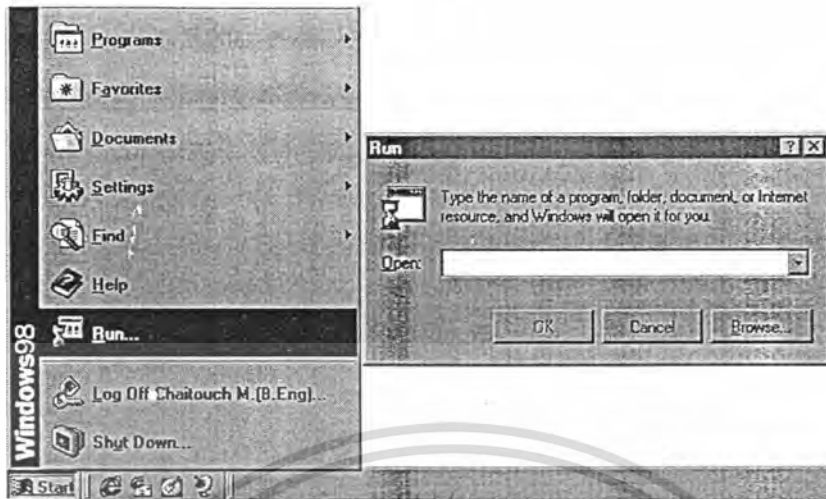 Programs
Favorites
Documents
Settings
Find
Help
Run...
Log Off Chaitouch M.(B.Eng)...
Shut Down...
Windows98
Start
Run
Type the name of a program, folder, document, or Internet
resource, and Windows will open it for you.
Open:
OK
Cancel
Browse...